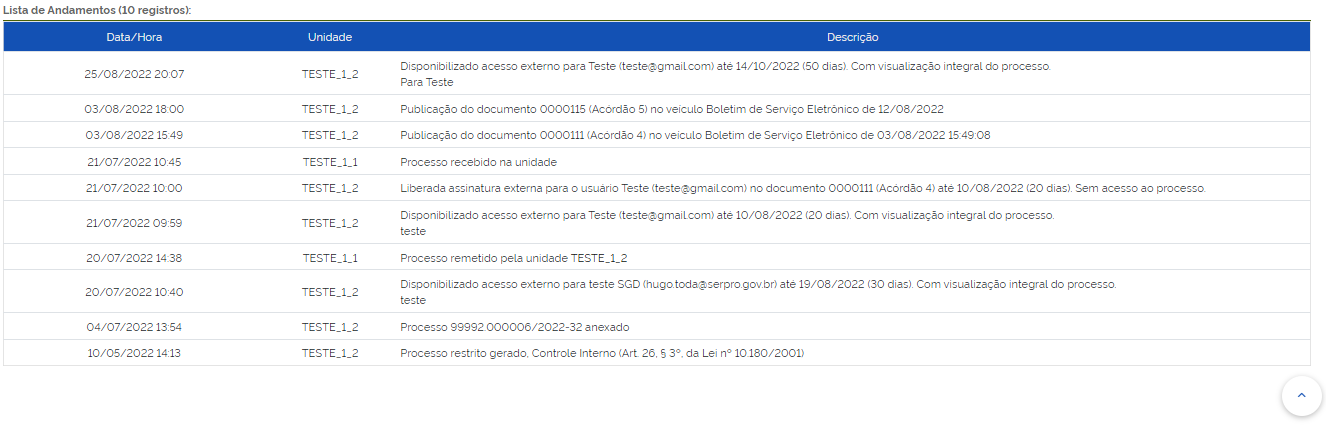 Lista de Andamentos (10 registros):
Data/Hora Unidade Descrição
25/08/2022 20:07 TESTE_1_2 Disponibilizado acesso externo para Teste (teste@gmail.com) até 14/10/2022 (50 dias). Com visualização integral do processo.
Para Teste
03/08/2022 18:00 TESTE_1_2 Publicação do documento 0000115 (Acórdão 5) no veículo Boletim de Serviço Eletrônico de 12/08/2022
03/08/2022 15:49 TESTE_1_2 Publicação do documento 0000111 (Acórdão 4) no veículo Boletim de Serviço Eletrônico de 03/08/2022 15:49:08
21/07/2022 10:45 TESTE_1_1 Processo recebido na unidade
21/07/2022 10:00 TESTE_1_2 Liberada assinatura externa para o usuário Teste (teste@gmail.com) no documento 0000111 (Acórdão 4) até 10/08/2022 (20 dias). Sem acesso ao processo.
21/07/2022 09:59 TESTE_1_2 Disponibilizado acesso externo para Teste (teste@gmail.com) até 10/08/2022 (20 dias). Com visualização integral do processo.
teste
20/07/2022 14:38 TESTE_1_1 Processo remetido pela unidade TESTE_1_2
20/07/2022 10:40 TESTE_1_2 Disponibilizado acesso externo para teste SGD (hugo.toda@serpro.gov.br) até 19/08/2022 (30 dias). Com visualização integral do processo.
teste
04/07/2022 13:54 TESTE_1_2 Processo 99992.000006/2022-32 anexado
10/05/2022 14:13 TESTE_1_2 Processo restrito gerado, Controle Interno (Art. 26, § 3º, da Lei nº 10.180/2001)